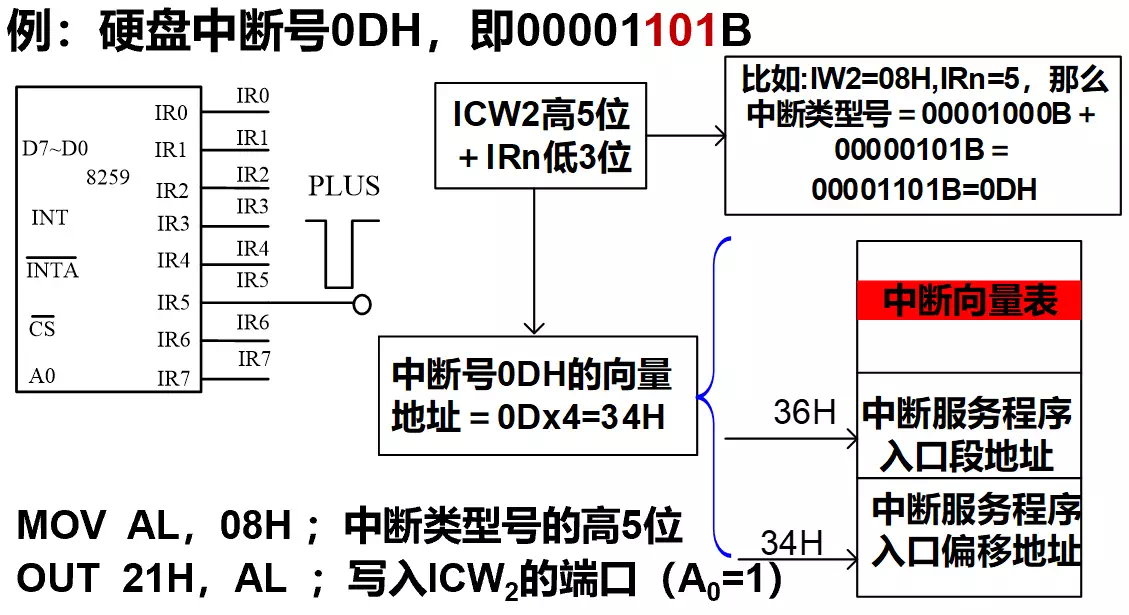 例：硬盘中断号0DH，即00001101B
D7~D0
8259
INT
INTA
CS
A0
IR0
IR1
IR2
IR3
IR4
IR5
IR6
IR7
IR0
IR1
IR2
IR3
IR4
IR5
IR6
IR7
PLUS
ICW2高5位
＋IRn低3位
比如:IW2=08H,IRn=5，那么
中断类型号＝00001000B＋
00000101B＝
00001101B=0DH
中断号0DH的向量
地址＝0Dx4=34H
中断向量表
36H
中断服务程序
入口段地址
34H
中断服务程序
入口偏移地址
MOV AL，08H ；中断类型号的高5位
OUT 21H，AL ；写入ICW2的端口（A0=1）